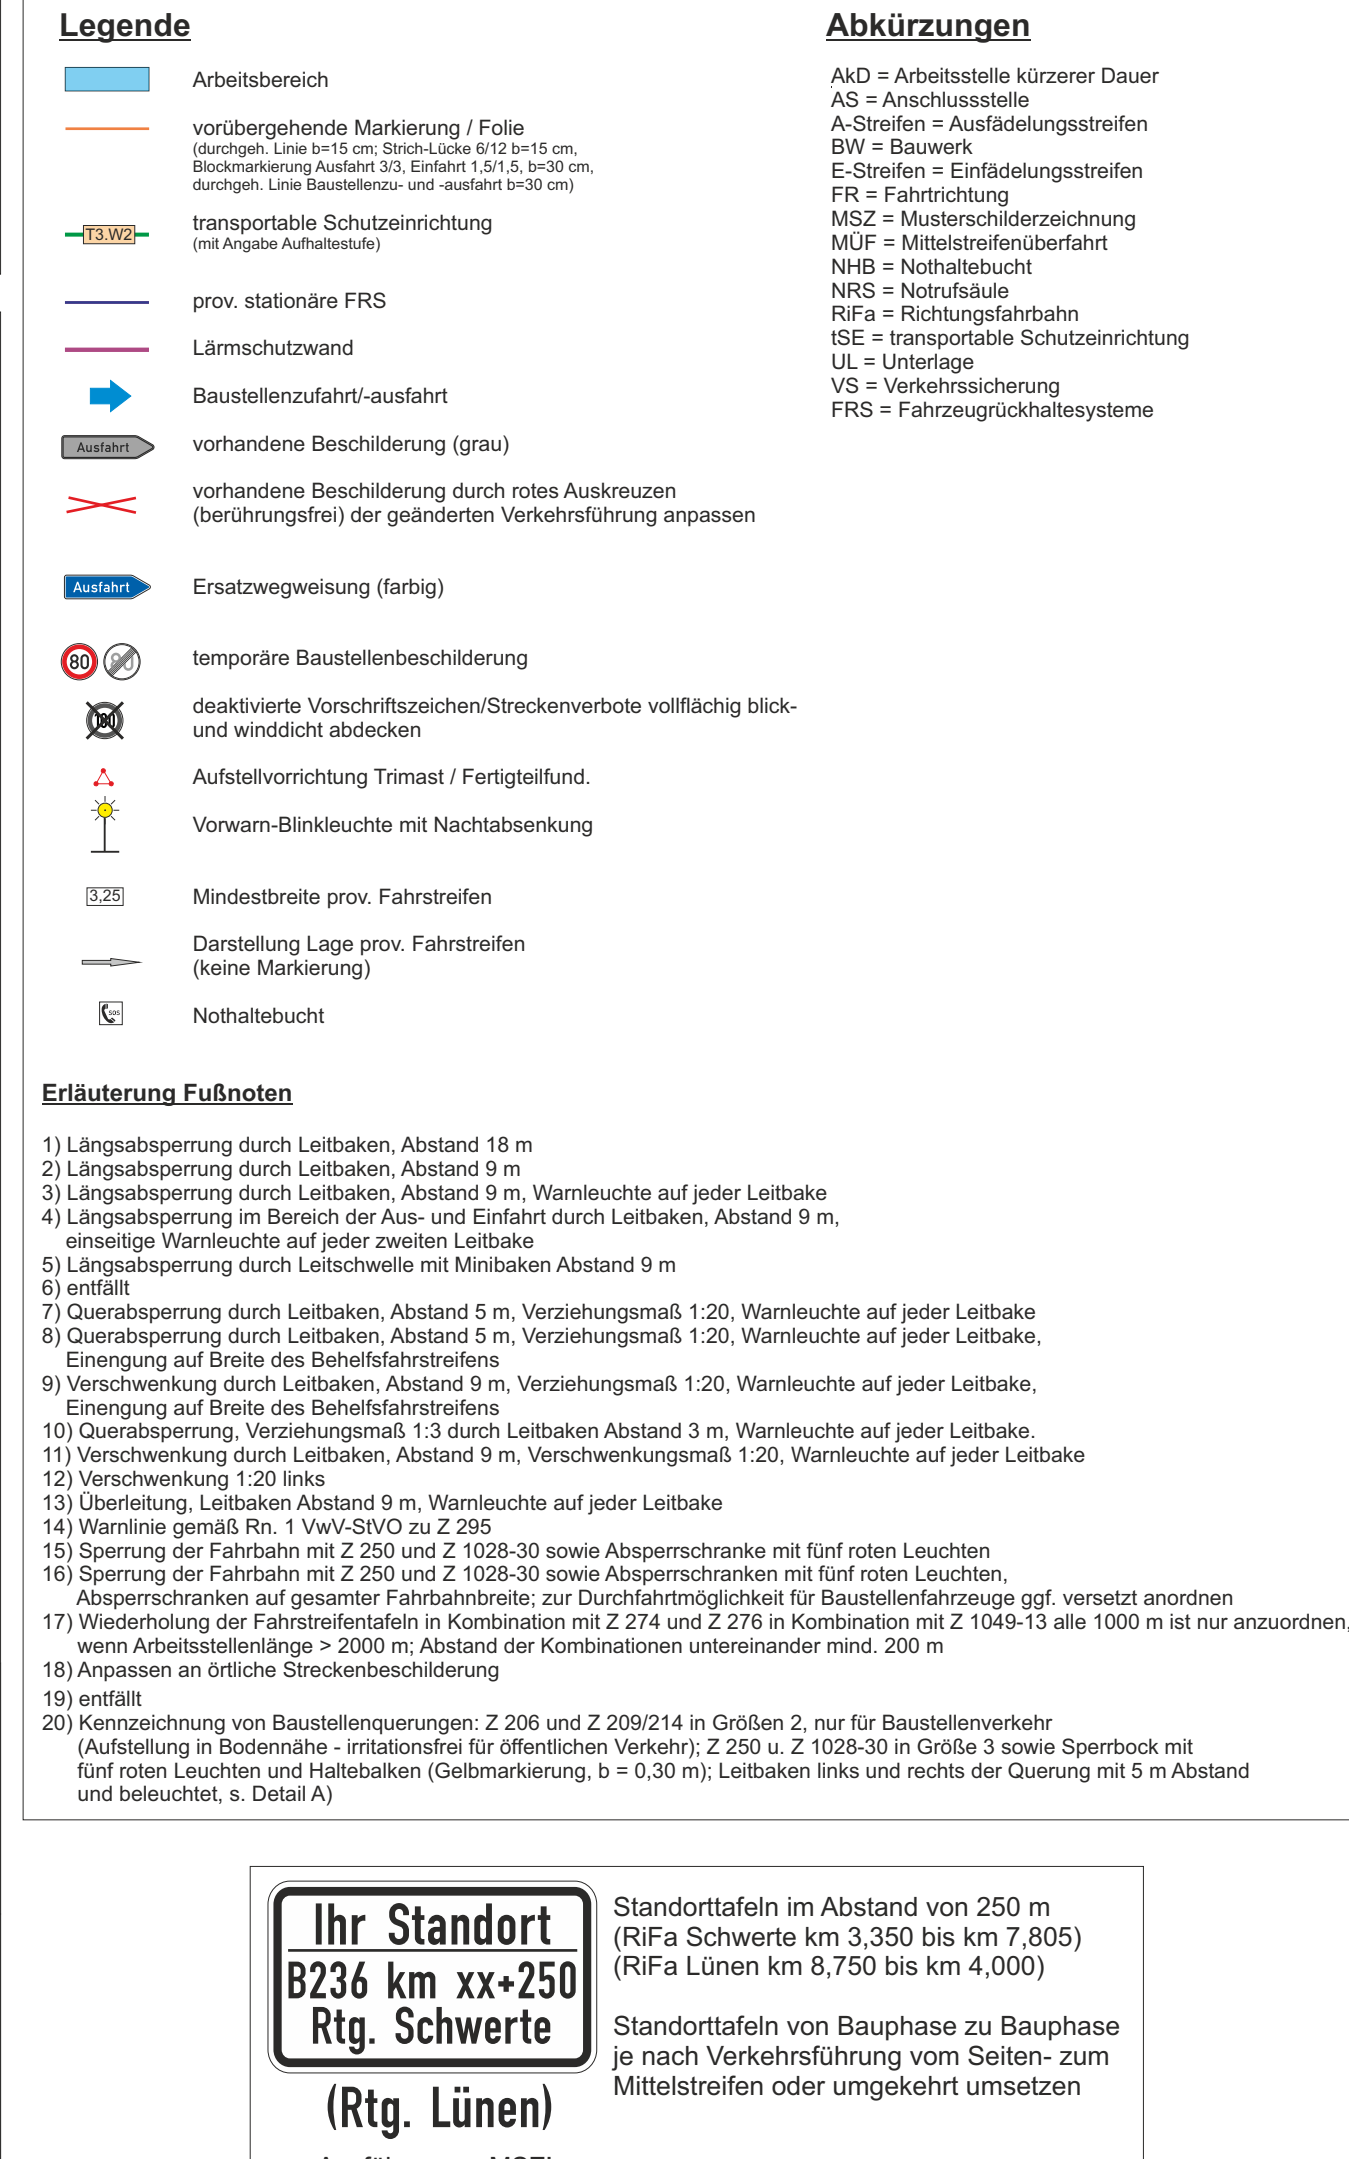 Legende
Arbeitsbereich
vorübergehende Markierung / Folie
(durchgeh. Linie b=15 cm; Strich-Lücke 6/12 b=15 cm,
Blockmarkierung Ausfahrt 3/3, Einfahrt 1,5/1,5, b=30 cm,
durchgeh. Linie Baustellenzu- und -ausfahrt b=30 cm)
T3.W2 transportable Schutzeinrichtung
(mit Angabe Aufhaltestufe)
prov. stationäre FRS
Lärmschutzwand
Baustellenzufahrt/-ausfahrt
Ausfahrt vorhandene Beschilderung (grau)
vorhandene Beschilderung durch rotes Auskreuzen
(berührungsfrei) der geänderten Verkehrsführung anpassen
Ausfahrt Ersatzwegweisung (farbig)
80 80 temporäre Baustellenbeschilderung
deaktivierte Vorschriftszeichen/Streckenverbote vollflächig blick-
und winddicht abdecken
Aufstellvorrichtung Trimast / Fertigteilfund.
Vorwarn-Blinkleuchte mit Nachtabsenkung
3,25 Mindestbreite prov. Fahrstreifen
Darstellung Lage prov. Fahrstreifen
(keine Markierung)
SOS Nothaltebucht
Abkürzungen
AkD = Arbeitsstelle kürzerer Dauer
AS = Anschlussstelle
A-Streifen = Ausfädelungsstreifen
BW = Bauwerk
E-Streifen = Einfädelungsstreifen
FR = Fahrtrichtung
MSZ = Musterschilderzeichnung
MÜF = Mittelstreifenüberfahrt
NHB = Nothaltebucht
NRS = Notrufsäule
RiFa = Richtungsfahrbahn
tSE = transportable Schutzeinrichtung
UL = Unterlage
VS = Verkehrssicherung
FRS = Fahrzeugrückhaltesysteme
Erläuterung Fußnoten
1) Längsabsperrung durch Leitbaken, Abstand 18 m
2) Längsabsperrung durch Leitbaken, Abstand 9 m
3) Längsabsperrung durch Leitbaken, Abstand 9 m, Warnleuchte auf jeder Leitbake
4) Längsabsperrung im Bereich der Aus- und Einfahrt durch Leitbaken, Abstand 9 m,
einseitige Warnleuchte auf jeder zweiten Leitbake
5) Längsabsperrung durch Leitschwelle mit Minibaken Abstand 9 m
6) entfällt
7) Querabsperrung durch Leitbaken, Abstand 5 m, Verziehungsmaß 1:20, Warnleuchte auf jeder Leitbake
8) Querabsperrung durch Leitbaken, Abstand 5 m, Verziehungsmaß 1:20, Warnleuchte auf jeder Leitbake,
Einengung auf Breite des Behelfsfahrstreifens
9) Verschwenkung durch Leitbaken, Abstand 9 m, Verziehungsmaß 1:20, Warnleuchte auf jeder Leitbake,
Einengung auf Breite des Behelfsfahrstreifens
10) Querabsperrung, Verziehungsmaß 1:3 durch Leitbaken Abstand 3 m, Warnleuchte auf jeder Leitbake.
11) Verschwenkung durch Leitbaken, Abstand 9 m, Verschwenkungsmaß 1:20, Warnleuchte auf jeder Leitbake
12) Verschwenkung 1:20 links
13) Überleitung, Leitbaken Abstand 9 m, Warnleuchte auf jeder Leitbake
14) Warnlinie gemäß Rn. 1 VwV-StVO zu Z 295
15) Sperrung der Fahrbahn mit Z 250 und Z 1028-30 sowie Absperrschranke mit fünf roten Leuchten
16) Sperrung der Fahrbahn mit Z 250 und Z 1028-30 sowie Absperrschranken mit fünf roten Leuchten,
Absperrschranken auf gesamter Fahrbahnbreite; zur Durchfahrtmöglichkeit für Baustellenfahrzeuge ggf. versetzt anordnen
17) Wiederholung der Fahrstreifentafeln in Kombination mit Z 274 und Z 276 in Kombination mit Z 1049-13 alle 1000 m ist nur anzuordnen,
wenn Arbeitsstellenlänge > 2000 m; Abstand der Kombinationen untereinander mind. 200 m
18) Anpassen an örtliche Streckenbeschilderung
19) entfällt
20) Kennzeichnung von Baustellenquerungen: Z 206 und Z 209/214 in Größen 2, nur für Baustellenverkehr
(Aufstellung in Bodennähe - irritationsfrei für öffentlichen Verkehr); Z 250 u. Z 1028-30 in Größe 3 sowie Sperrbock mit
fünf roten Leuchten und Haltebalken (Gelbmarkierung, b = 0,30 m); Leitbaken links und rechts der Querung mit 5 m Abstand
und beleuchtet, s. Detail A)
Ihr Standort
B236 km xx+250
Rtg. Schwerte
(Rtg. Lünen)
Standorttafeln im Abstand von 250 m
(RiFa Schwerte km 3,350 bis km 7,805)
(RiFa Lünen km 8,750 bis km 4,000)
Standorttafeln von Bauphase zu Bauphase
je nach Verkehrsführung vom Seiten- zum
Mittelstreifen oder umgekehrt umsetzen